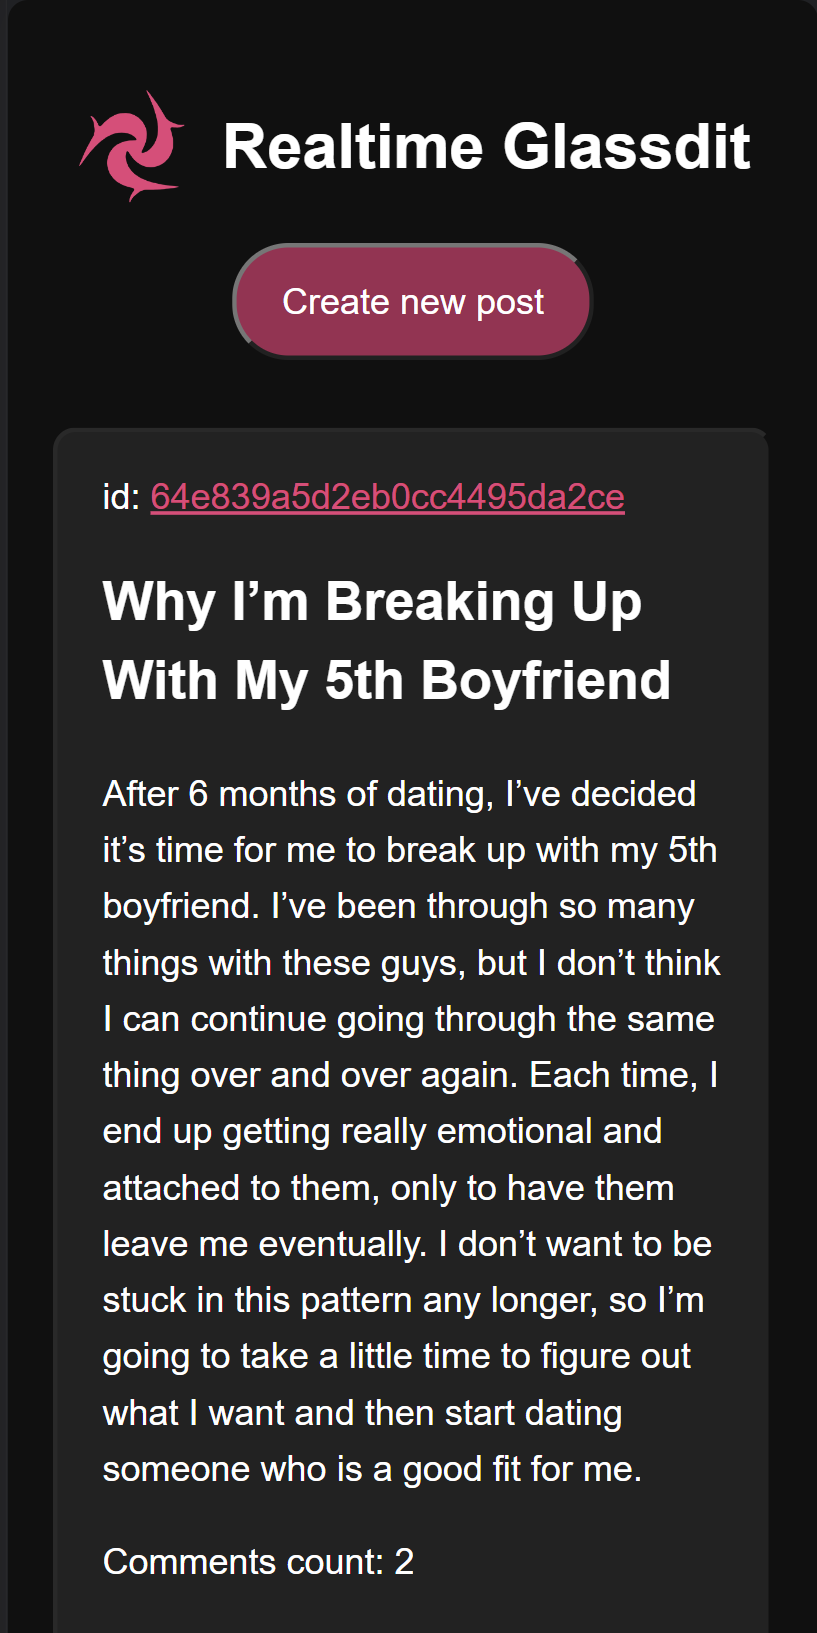 Realtime Glassdit
Create new post
id: 64e839a5d2eb0cc4495da2ce
Why I’m Breaking Up
With My 5th Boyfriend
After 6 months of dating, I’ve decided
it’s time for me to break up with my 5th
boyfriend. I’ve been through so many
things with these guys, but I don’t think
I can continue going through the same
thing over and over again. Each time, I
end up getting really emotional and
attached to them, only to have them
leave me eventually. I don’t want to be
stuck in this pattern any longer, so I’m
going to take a little time to figure out
what I want and then start dating
someone who is a good fit for me.
Comments count: 2